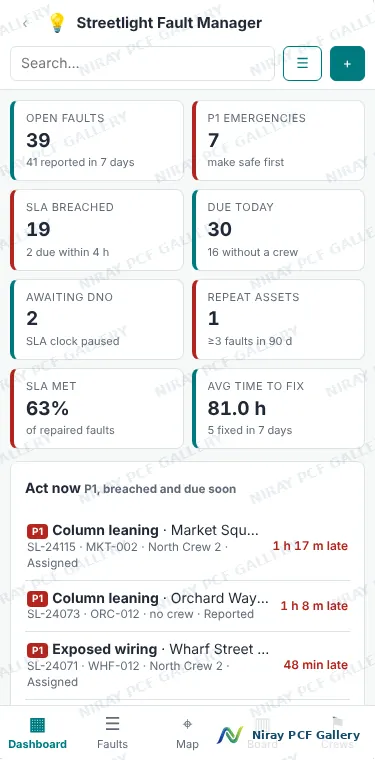 Streetlight Fault Manager
Search...
OPEN FAULTS
39
41 reported in 7 days
P1 EMERGENCIES
7
make safe first
SLA BREACHED
19
2 due within 4 h
DUE TODAY
30
16 without a crew
AWAITING DNO
2
SLA clock paused
REPEAT ASSETS
1
≥3 faults in 90 d
SLA MET
63%
of repaired faults
AVG TIME TO FIX
81.0 h
5 fixed in 7 days
Act now P1, breached and due soon
P1 Column leaning · Market Squ...
SL-24115 · MKT-002 · North Crew 2 ·
Assigned
1 h 17 m late
P1 Column leaning · Orchard Way...
SL-24073 · ORC-012 · no crew · Reported
1 h 8 m late
P1 Exposed wiring · Wharf Street ...
SL-24071 · WHF-012 · North Crew 2 ·
Assigned
48 min late
Dashboard
Faults
Map
Board
Crews
Niray PCF Gallery
NIRAY PCF GALLERY